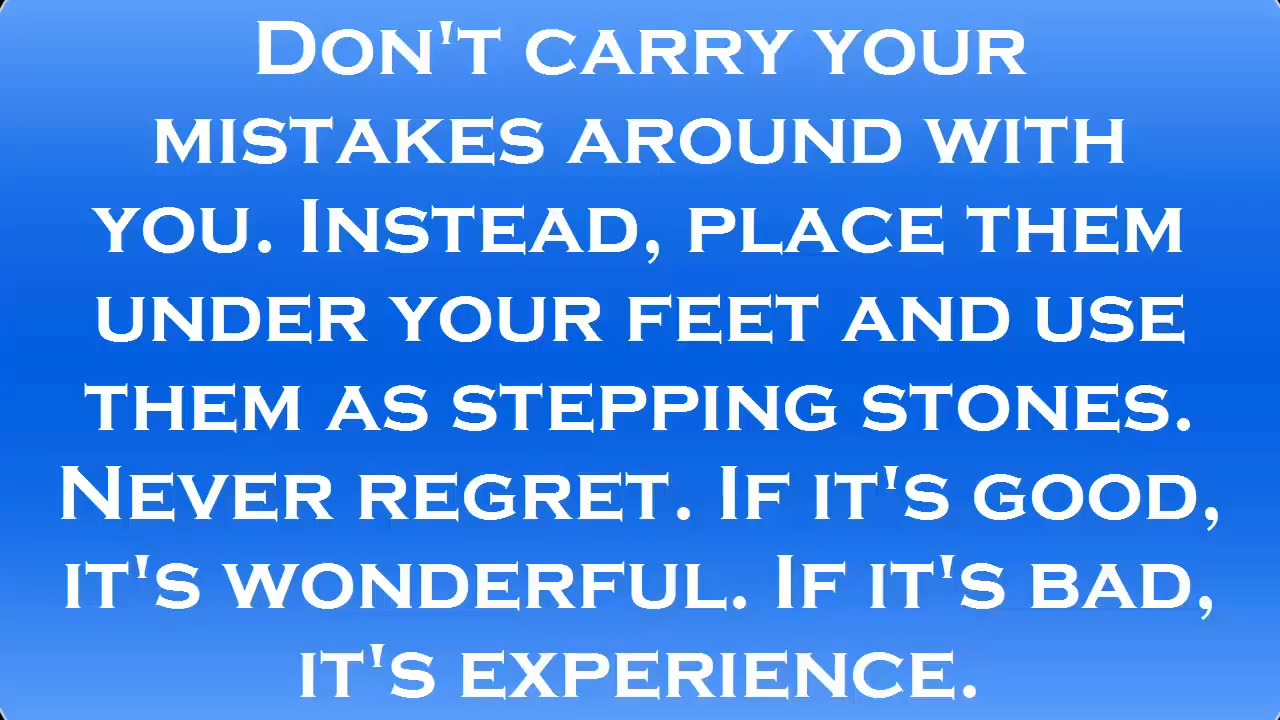 Don't carry your
mistakes around with
you. Instead, place them
under your feet and use
them as stepping stones.
Never regret. If it's good,
it's wonderful. If it's bad,
it's experience.